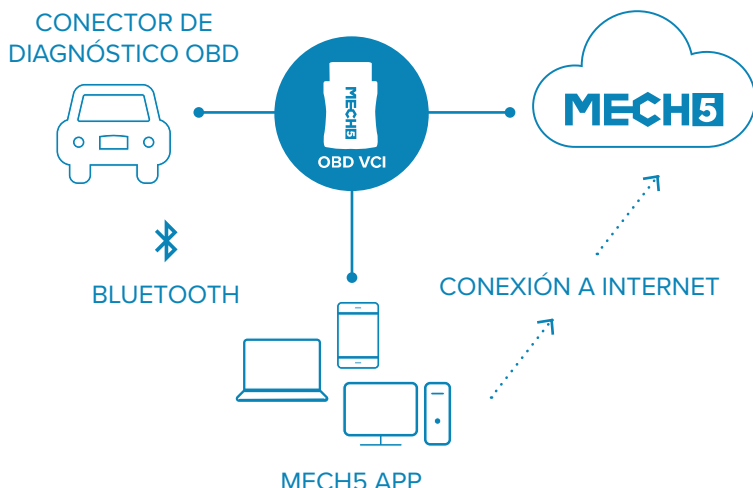 CONECTOR DE
DIAGNÓSTICO OBD
MECH5
OBD VCI
MECH5
BLUETOOTH
CONEXIÓN A INTERNET
MECH5 APP